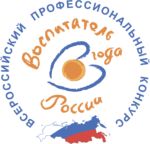 ВСЕРОССИЙСКИЙ ПРОФЕССИОНАЛЬНЫЙ КОНКУРС
Воспитатель
года
России